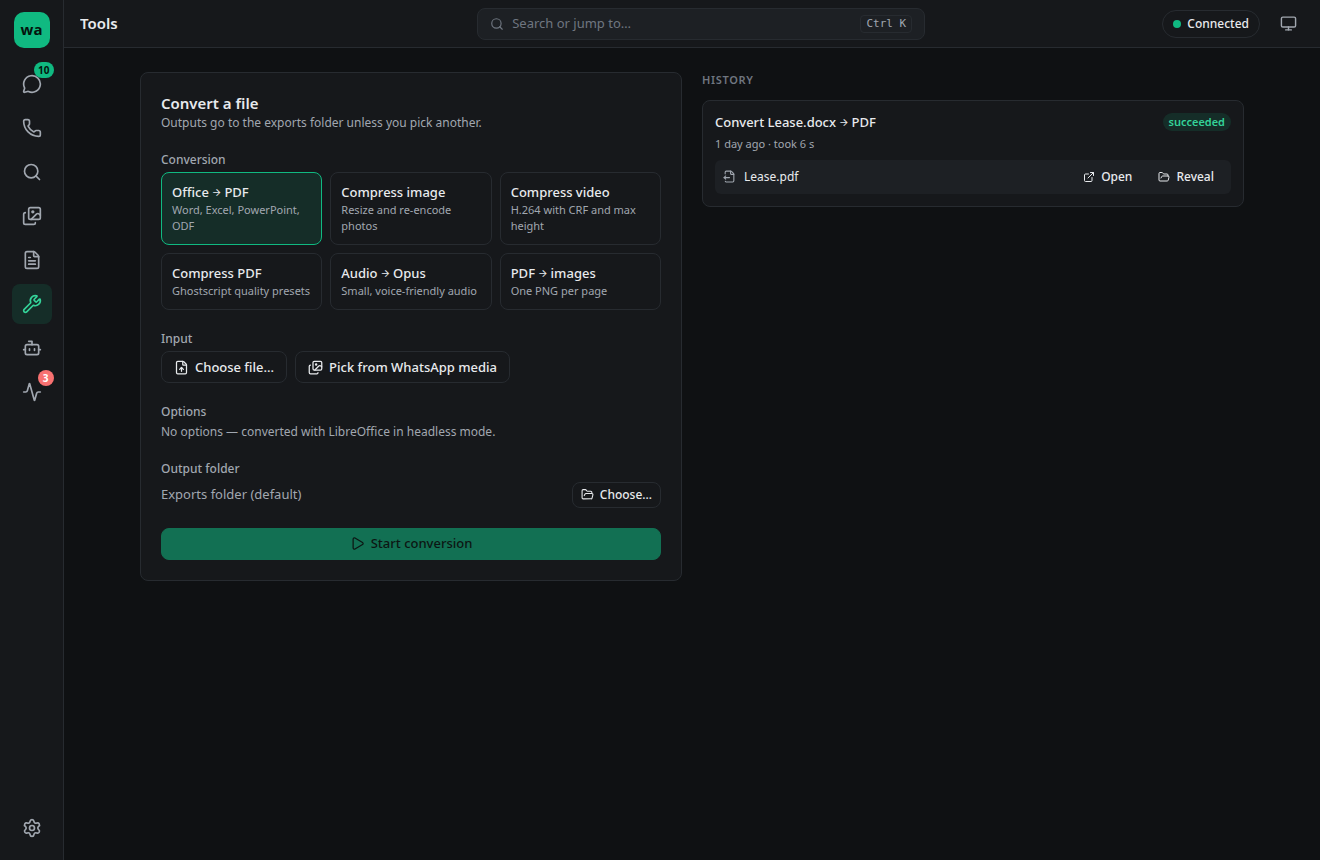 wa
Tools
Search or jump to...
Ctrl K
Connected
10
3
Convert a file
Outputs go to the exports folder unless you pick another.
Conversion
Office → PDF
Word, Excel, PowerPoint,
ODF
Compress image
Resize and re-encode
photos
Compress video
H.264 with CRF and max
height
Compress PDF
Ghostscript quality presets
Audio → Opus
Small, voice-friendly audio
PDF → images
One PNG per page
Input
Choose file...
Pick from WhatsApp media
Options
No options — converted with LibreOffice in headless mode.
Output folder
Exports folder (default)
Choose...
Start conversion
HISTORY
Convert Lease.docx → PDF
succeeded
1 day ago · took 6 s
Lease.pdf
Open
Reveal